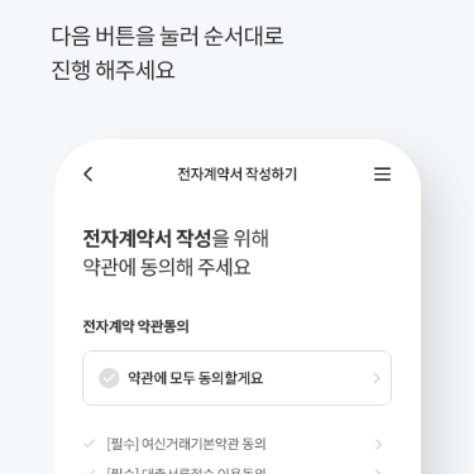 다음 버튼을 눌러 순서대로
진행 해주세요
전자계약서 작성하기
전자계약서 작성을 위해
약관에 동의해 주세요
전자계약 약관동의
약관에 모두 동의할게요
[필수] 여신거래기본약관 동의
[필수]